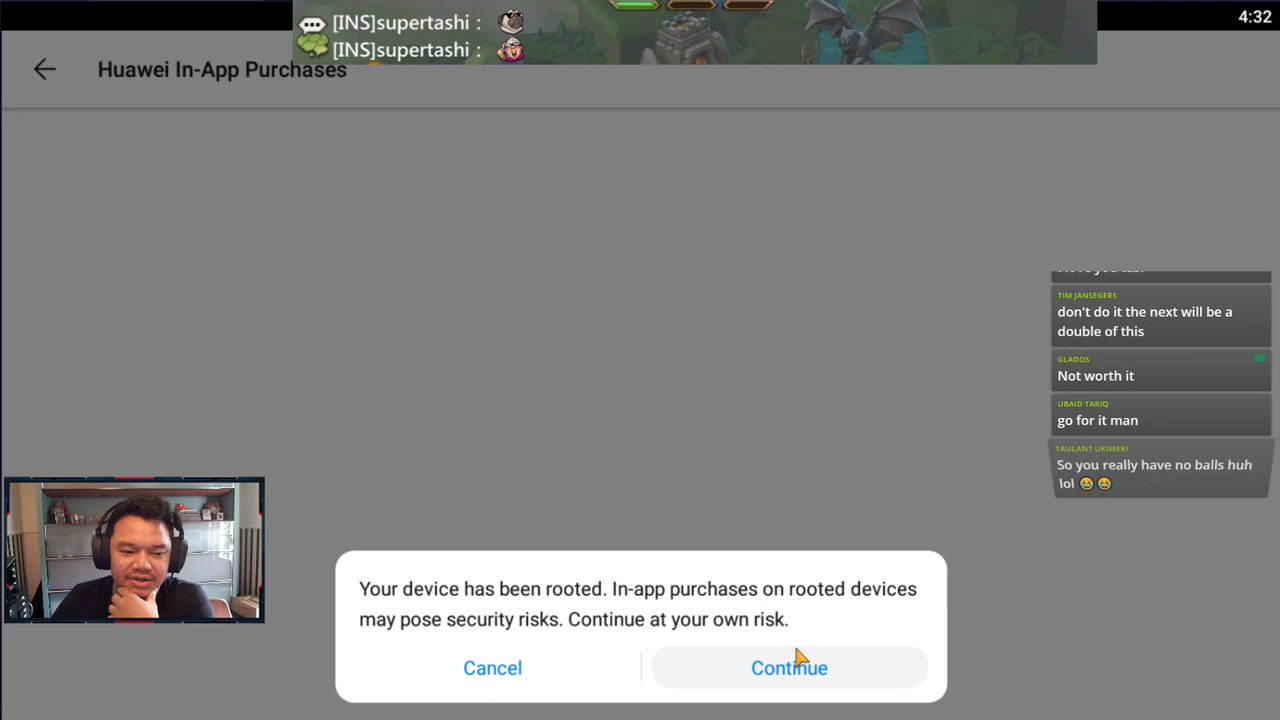 4:32
[INS]supertashi :
[INS]supertashi :
Huawei In-App Purchases
TIM JANSEGERS
don't do it the next will be a
double of this
GLADOS
Not worth it
UBAID TARIQ
go for it man
TAULANT UKIMERI
So you really have no balls huh
lol 😂😂
Your device has been rooted. In-app purchases on rooted devices
may pose security risks. Continue at your own risk.
Cancel
Continue